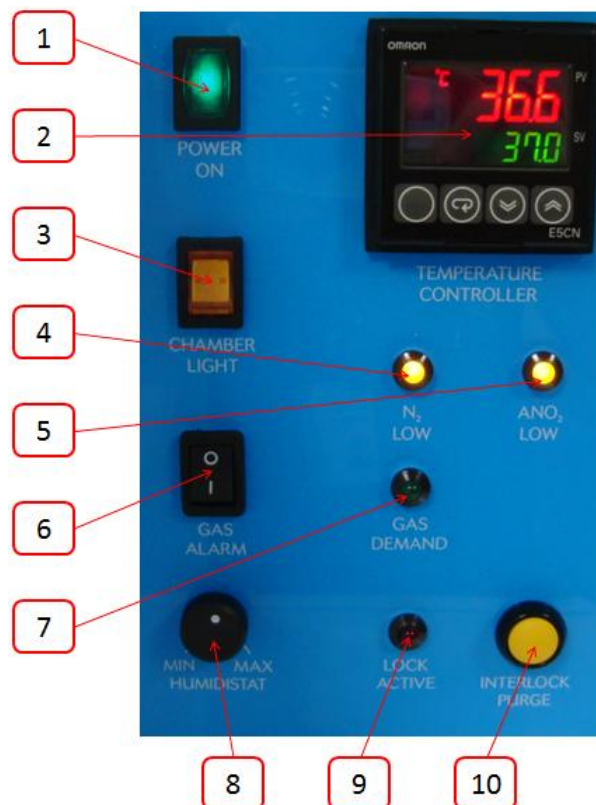 1
OMRON
°C 36.6 PV
2
37.0 SV
POWER
ON
E5CN
3
TEMPERATURE
CONTROLLER
4
CHAMBER
LIGHT
5
N₂
LOW
ANO₂
LOW
6
O
I
GAS
ALARM
GAS
DEMAND
7
MIN MAX
HUMIDISTAT
LOCK
ACTIVE
INTERLOCK
PURGE
8
9
10